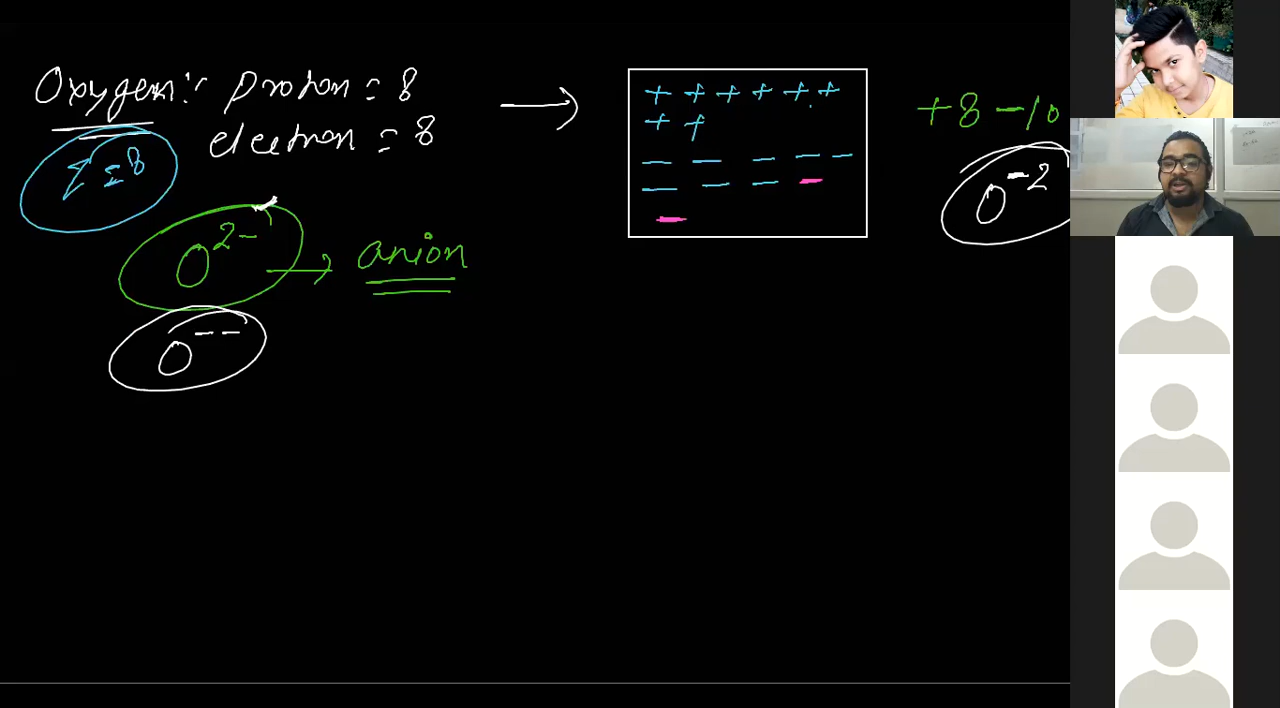 Oxygen :- proton = 8
electron = 8
Z = 8
O²⁻ → anion
O⁻⁻
→
+ + + + + +
+ +
— — — — —
— — — —
—
+8 -10
O⁻²